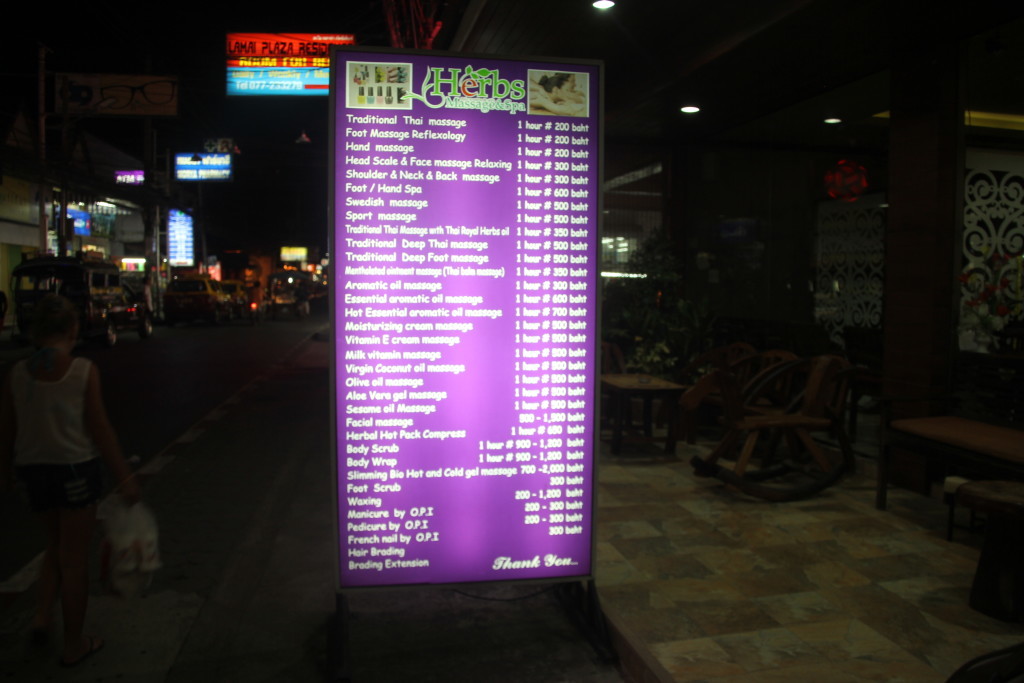 LAMAI PLAZA RESID
ROOM FOR RE
Daily / Weekly / M
Tel 077-233279
Herbs
Massage&Spa
Traditional Thai massage 1 hour # 200 baht
Foot Massage Reflexology 1 hour # 200 baht
Hand massage 1 hour # 200 baht
Head Scale & Face massage Relaxing 1 hour # 300 baht
Shoulder & Neck & Back massage 1 hour # 300 baht
Foot / Hand Spa 1 hour # 600 baht
Swedish massage 1 hour # 500 baht
Sport massage 1 hour # 500 baht
Traditional Thai Massage with Thai Royal Herbs oil 1 hour # 350 baht
Traditional Deep Thai massage 1 hour # 500 baht
Traditional Deep Foot massage 1 hour # 500 baht
Mentholated ointment massage (Thai balm massage) 1 hour # 350 baht
Aromatic oil massage 1 hour # 300 baht
Essential aromatic oil massage 1 hour # 600 baht
Hot Essential aromatic oil massage 1 hour # 700 baht
Moisturizing cream massage 1 hour # 500 baht
Vitamin E cream massage 1 hour # 500 baht
Milk vitamin massage 1 hour # 500 baht
Virgin Coconut oil massage 1 hour # 500 baht
Olive oil massage 1 hour # 500 baht
Aloe Vera gel massage 1 hour # 500 baht
Sesame oil Massage 1 hour # 500 baht
Facial massage 500 - 1,500 baht
Herbal Hot Pack Compress 1 hour # 650 baht
Body Scrub 1 hour # 900 - 1,200 baht
Body Wrap 1 hour # 900 - 1,200 baht
Slimming Bio Hot and Cold gel massage 700 -2,000 baht
Foot Scrub 300 baht
Waxing 200 - 1,200 baht
Manicure by O.P.I 200 - 300 baht
Pedicure by O.P.I 200 - 300 baht
French nail by O.P.I 300 baht
Hair Brading
Brading Extension
Thank You...